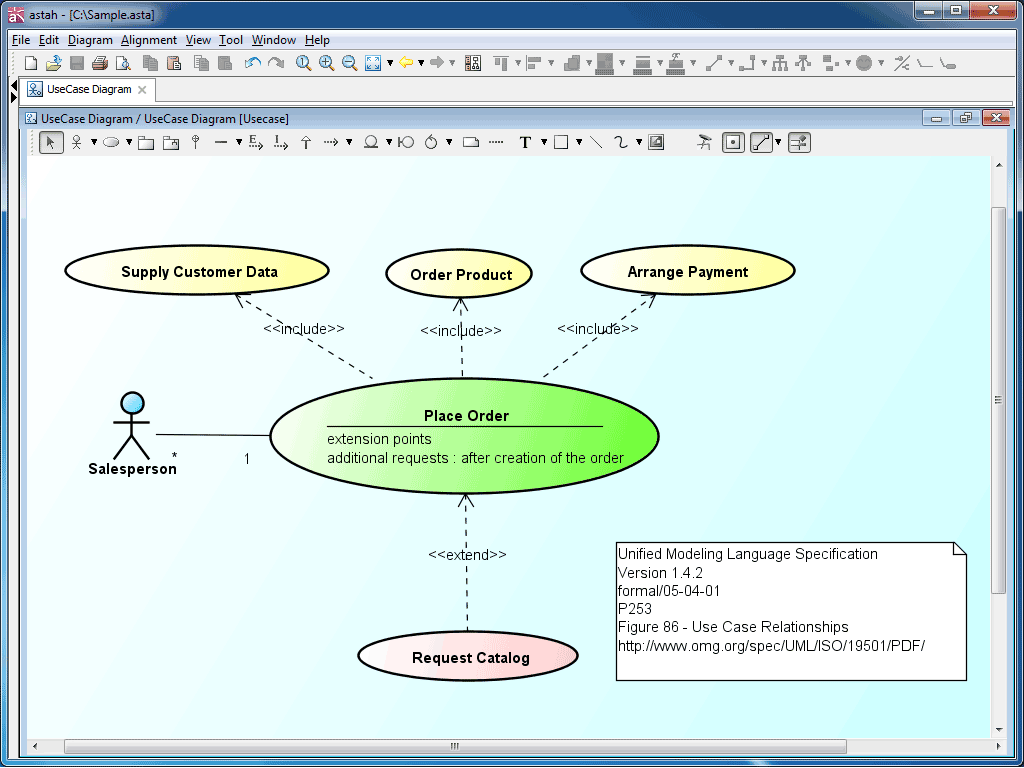 astah - [C:\Sample.asta]
File Edit Diagram Alignment View Tool Window Help
UseCase Diagram
UseCase Diagram / UseCase Diagram [Usecase]
T
Supply Customer Data
Order Product
Arrange Payment
<<include>>
<<include>>
<<include>>
Place Order
extension points
additional requests : after creation of the order
*
1
Salesperson
<<extend>>
Request Catalog
Unified Modeling Language Specification
Version 1.4.2
formal/05-04-01
P253
Figure 86 - Use Case Relationships
http://www.omg.org/spec/UML/ISO/19501/PDF/